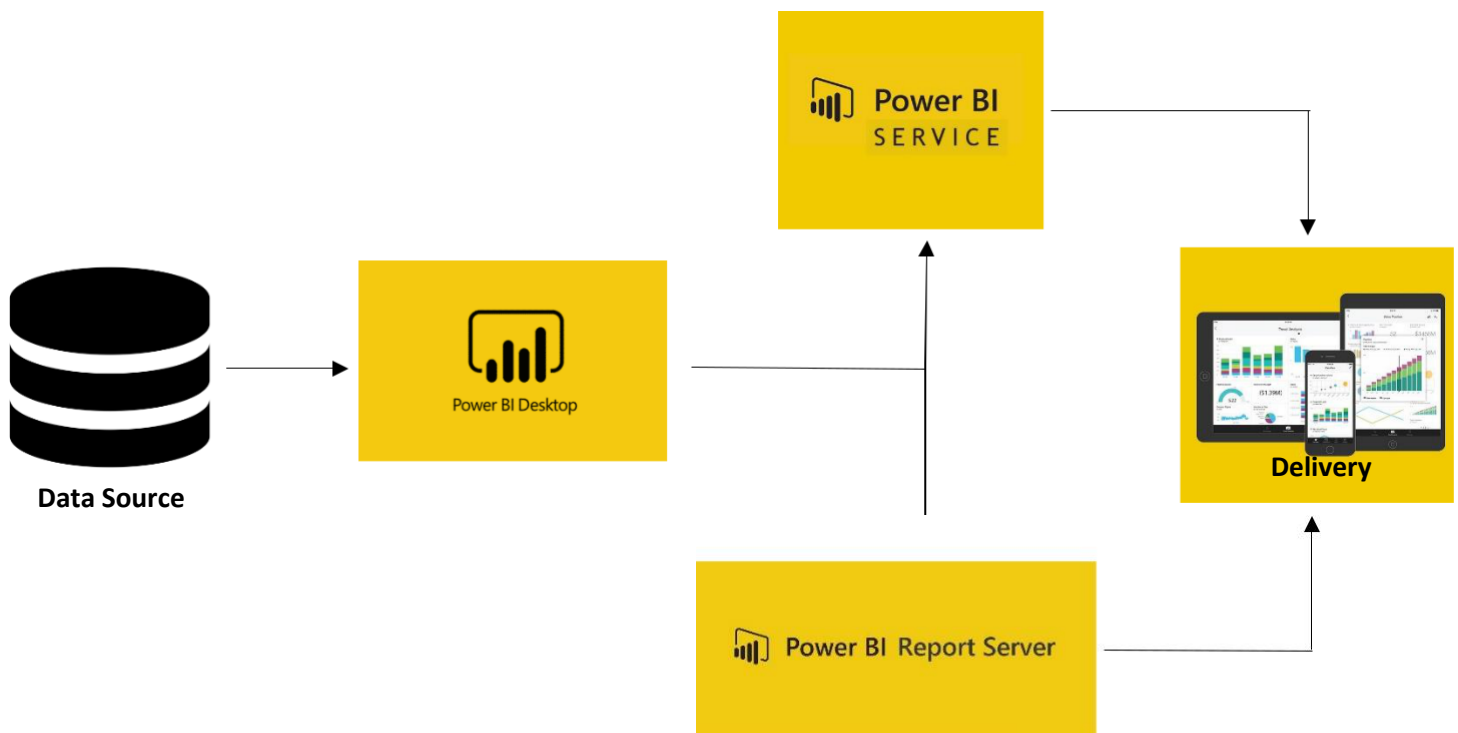 Power BI
SERVICE
Power BI Desktop
Data Source
Delivery
Power BI Report Server